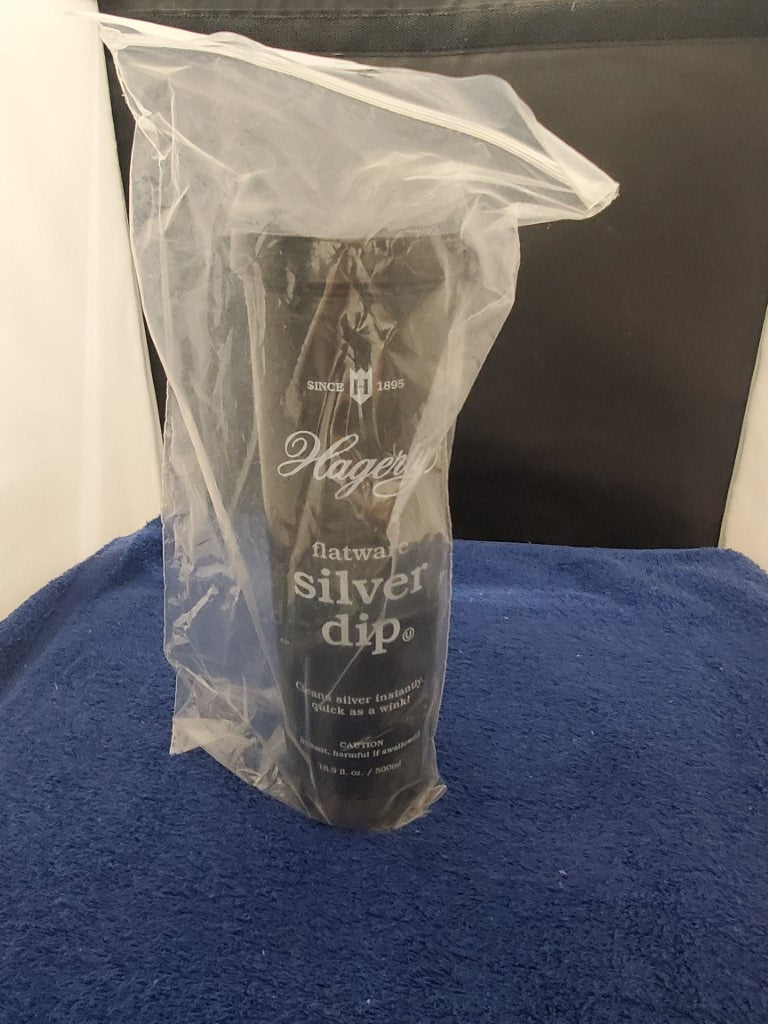 SINCE H 1895
Hagerty
flatware
silver
dip
Cleans silver instantly,
quick as a wink!
CAUTION
Irritant, harmful if swallowed
16.9 fl. oz. / 500ml